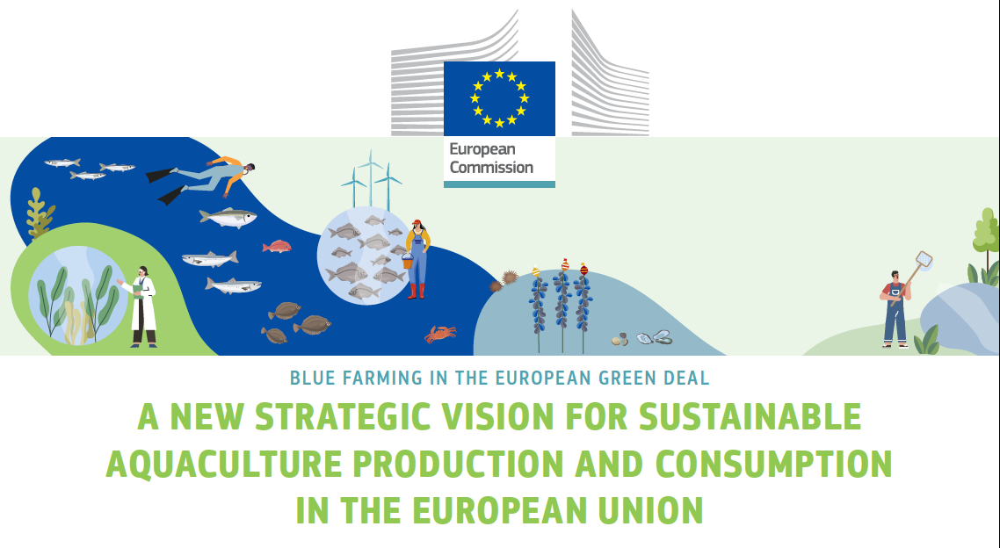 European
Commission
BLUE FARMING IN THE EUROPEAN GREEN DEAL
A NEW STRATEGIC VISION FOR SUSTAINABLE
AQUACULTURE PRODUCTION AND CONSUMPTION
IN THE EUROPEAN UNION